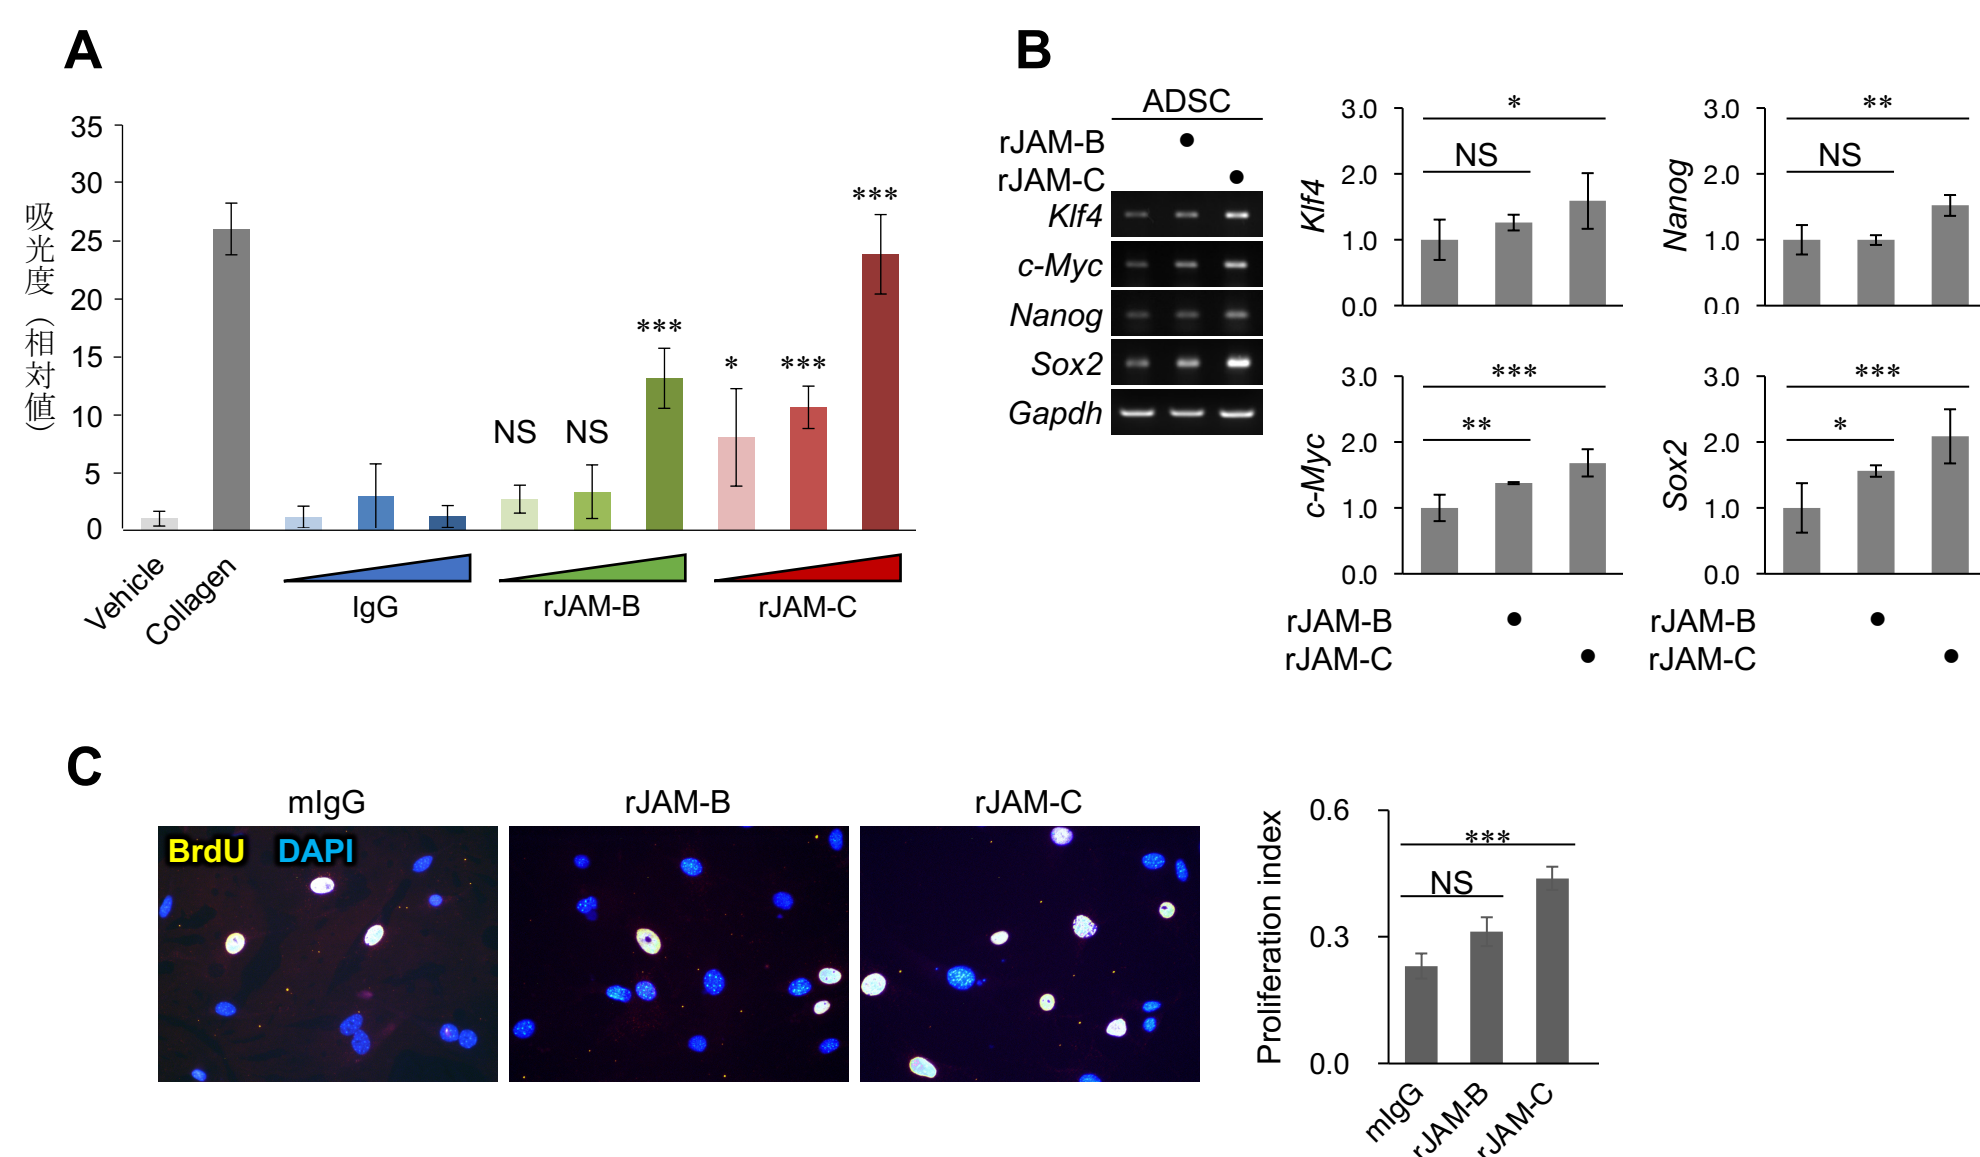 A
35
30
25
20
15
10
5
0
吸光度（相対値）
NS
NS
***
*
***
***
Vehicle
Collagen
IgG
rJAM-B
rJAM-C
B
ADSC
rJAM-B
rJAM-C
Klf4
c-Myc
Nanog
Sox2
Gapdh
Klf4
3.0
2.0
1.0
0.0
*
NS
Nanog
3.0
2.0
1.0
0.0
**
NS
c-Myc
3.0
2.0
1.0
0.0
***
**
Sox2
3.0
2.0
1.0
0.0
***
*
rJAM-B
rJAM-C
rJAM-B
rJAM-C
C
mIgG
rJAM-B
rJAM-C
BrdU DAPI
Proliferation index
0.6
0.3
0.0
***
NS
mIgG
rJAM-B
rJAM-C